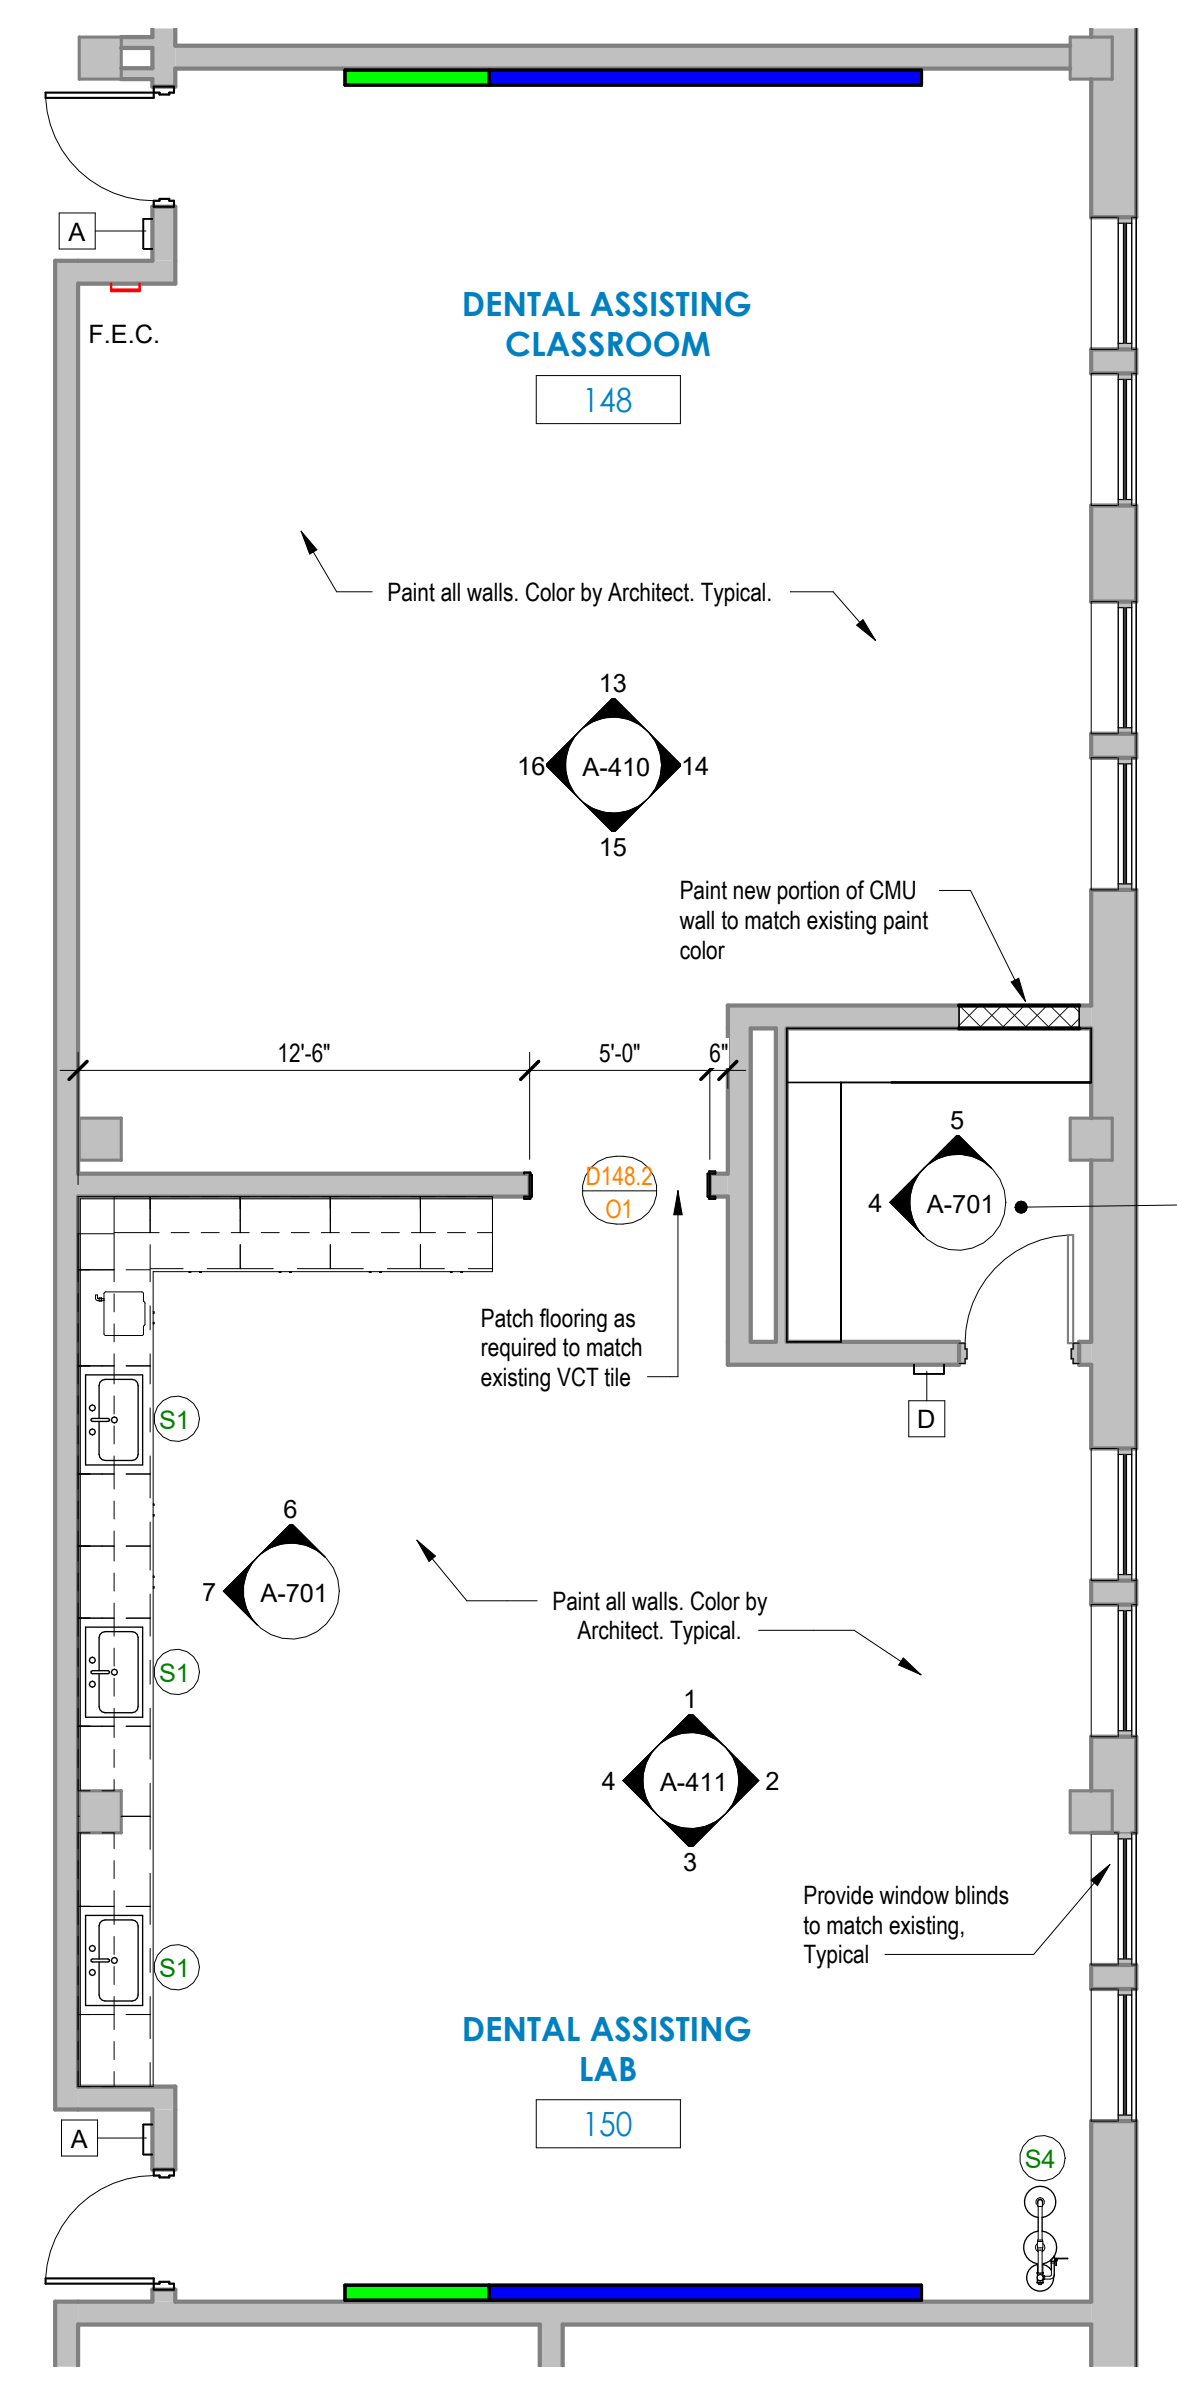 A
F.E.C.
DENTAL ASSISTING
CLASSROOM
148
Paint all walls. Color by Architect. Typical.
13
16
A-410
14
15
Paint new portion of CMU
wall to match existing paint
color
12'-6"
5'-0"
6"
D148.2
O1
5
4
A-701
Patch flooring as
required to match
existing VCT tile
D
S1
6
7
A-701
Paint all walls. Color by
Architect. Typical.
S1
1
4
A-411
2
3
Provide window blinds
to match existing,
Typical
S1
DENTAL ASSISTING
LAB
150
A
S4